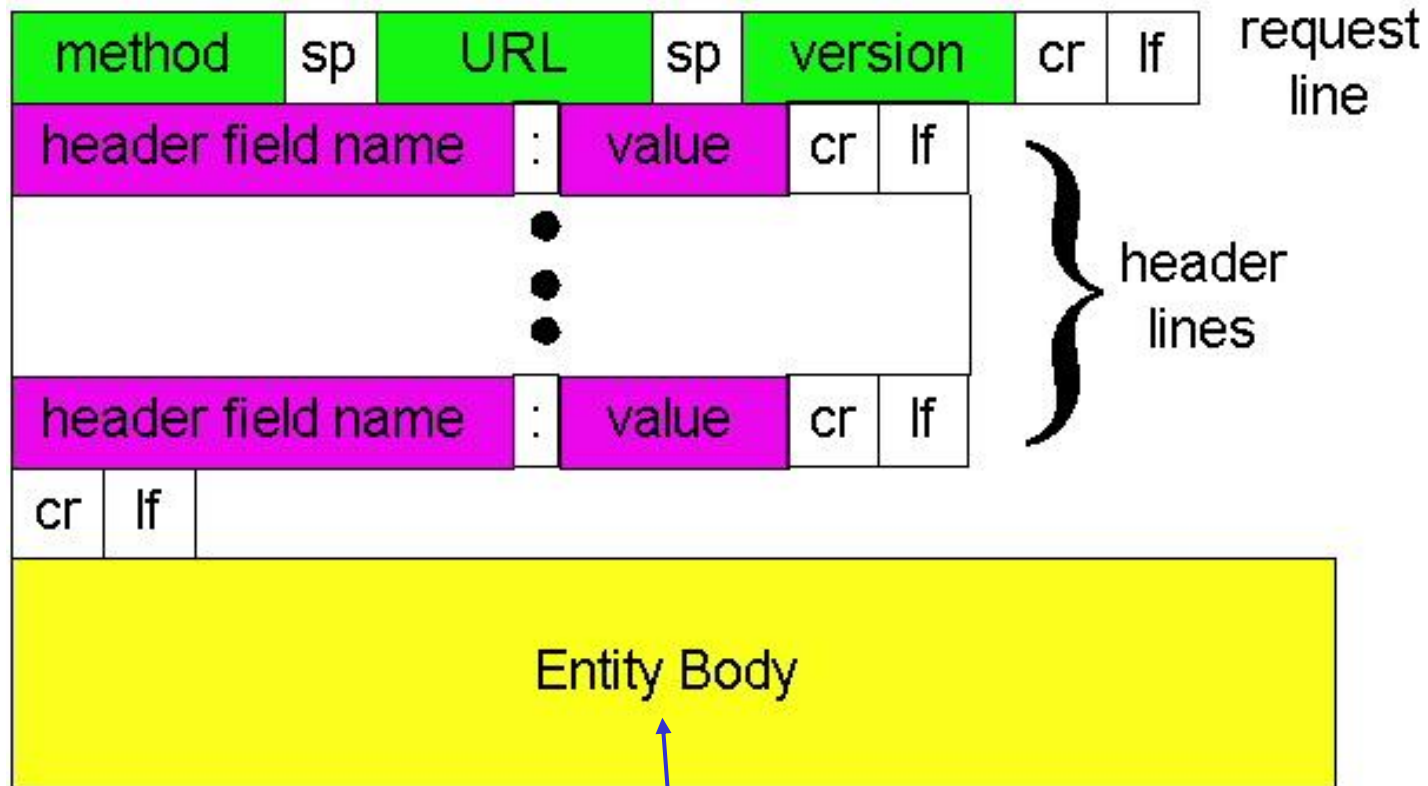 method sp URL sp version cr lf request line
header field name : value cr lf
header lines
header field name : value cr lf
cr lf
Entity Body